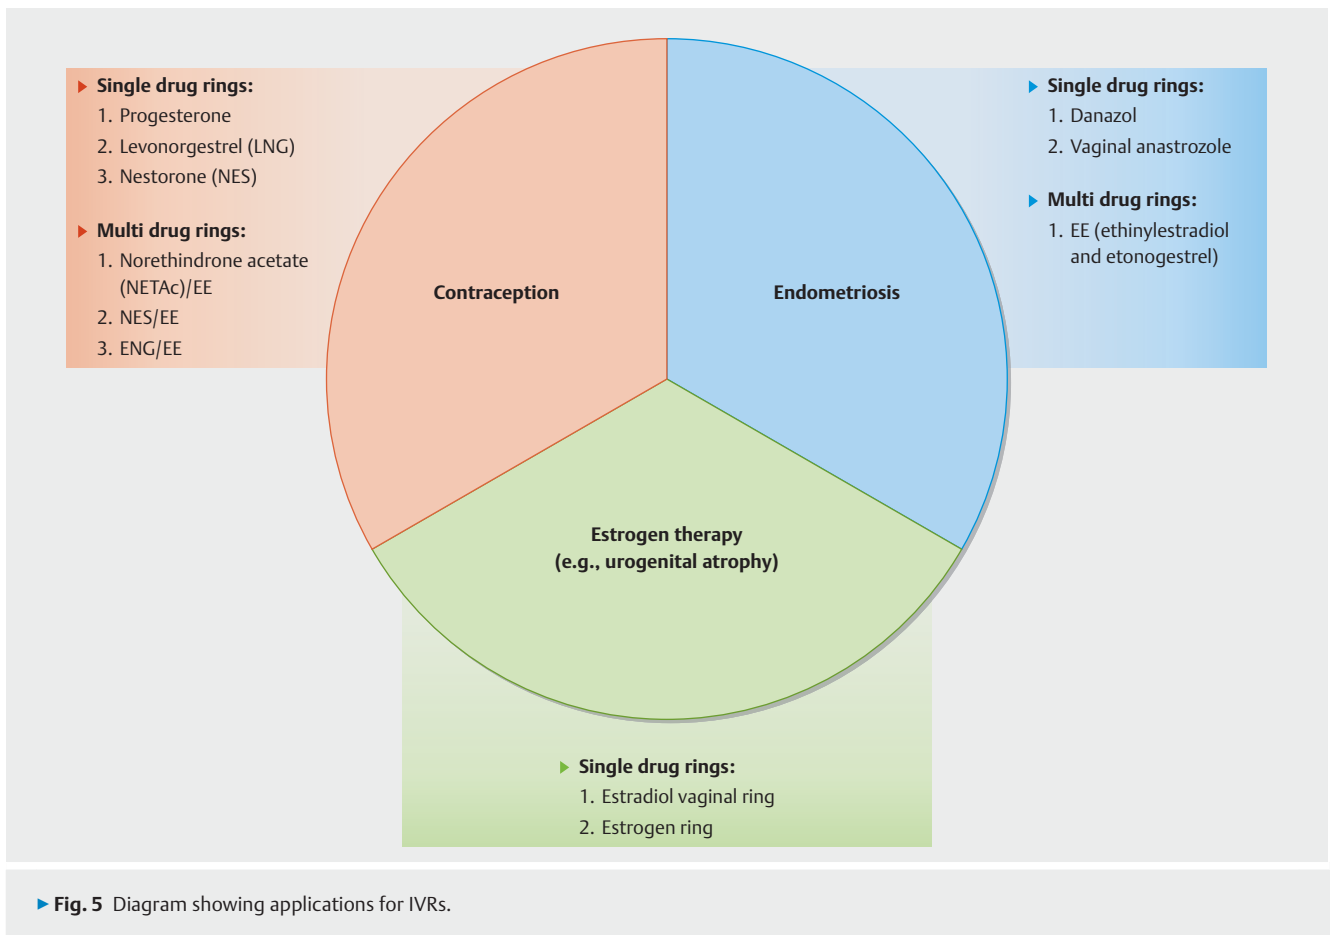 ▶ Single drug rings:
1. Progesterone
2. Levonorgestrel (LNG)
3. Nestorone (NES)
▶ Multi drug rings:
1. Norethindrone acetate
(NETAc)/EE
2. NES/EE
3. ENG/EE
Contraception
Endometriosis
▶ Single drug rings:
1. Danazol
2. Vaginal anastrozole
▶ Multi drug rings:
1. EE (ethinylestradiol
and etonogestrel)
Estrogen therapy
(e.g., urogenital atrophy)
▶ Single drug rings:
1. Estradiol vaginal ring
2. Estrogen ring
▶ Fig. 5 Diagram showing applications for IVRs.